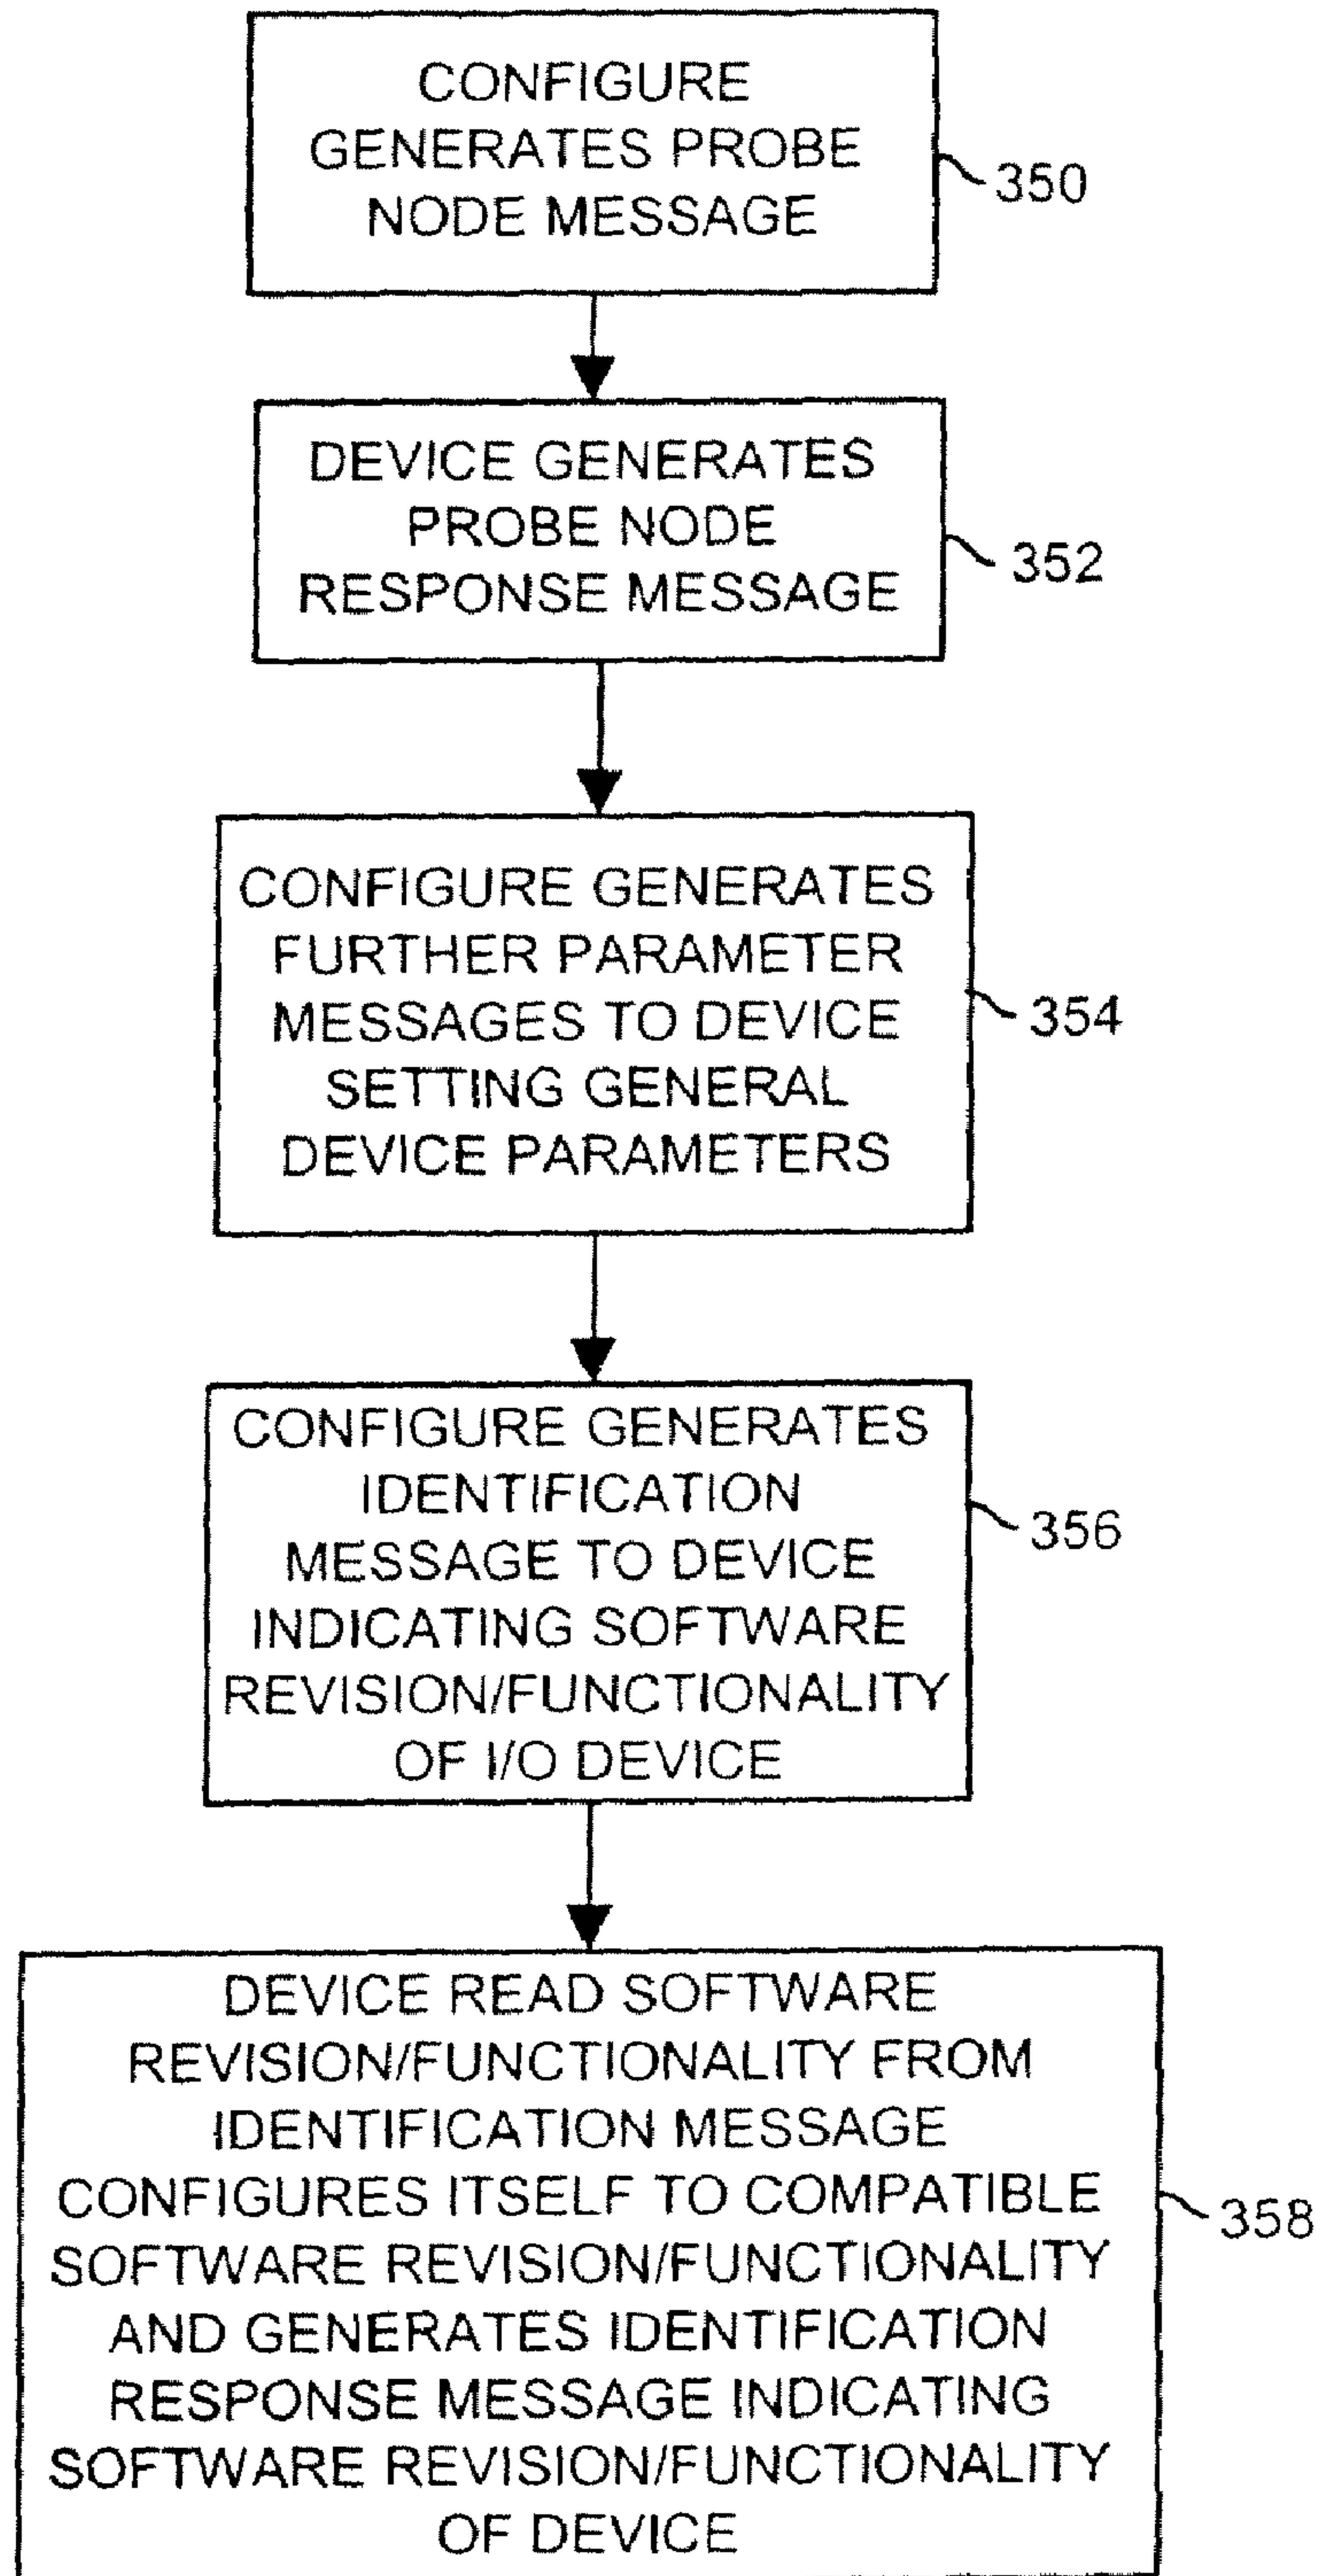 CONFIGURE
GENERATES PROBE
NODE MESSAGE
350
DEVICE GENERATES
PROBE NODE
RESPONSE MESSAGE
352
CONFIGURE GENERATES
FURTHER PARAMETER
MESSAGES TO DEVICE
SETTING GENERAL
DEVICE PARAMETERS
354
CONFIGURE GENERATES
IDENTIFICATION
MESSAGE TO DEVICE
INDICATING SOFTWARE
REVISION/FUNCTIONALITY
OF I/O DEVICE
356
DEVICE READ SOFTWARE
REVISION/FUNCTIONALITY FROM
IDENTIFICATION MESSAGE
CONFIGURES ITSELF TO COMPATIBLE
SOFTWARE REVISION/FUNCTIONALITY
AND GENERATES IDENTIFICATION
RESPONSE MESSAGE INDICATING
SOFTWARE REVISION/FUNCTIONALITY
OF DEVICE
358